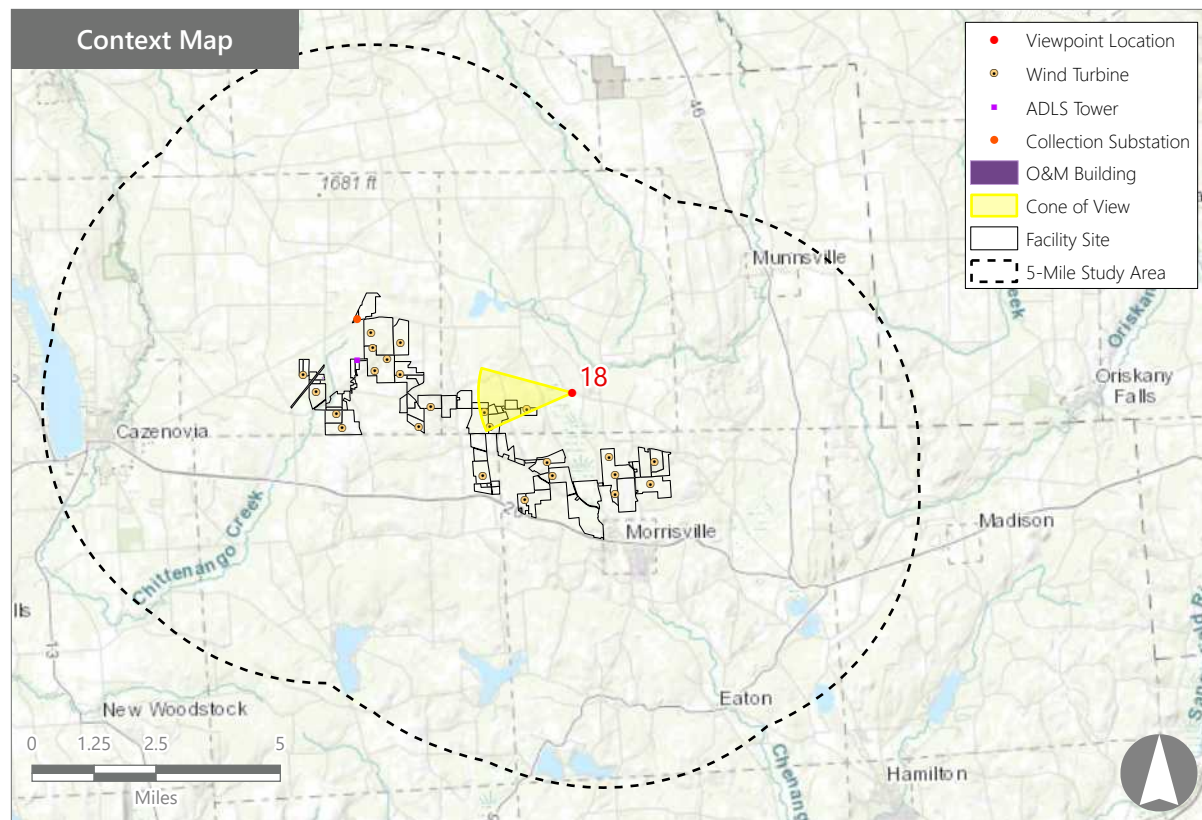 Context Map
Viewpoint Location
Wind Turbine
ADLS Tower
Collection Substation
O&M Building
Cone of View
Facility Site
5-Mile Study Area
46
1681 ft
Munnsville
Oriskany
Falls
18
Cazenovia
20
Morrisville
Madison
Chittenango Creek
lls
13
New Woodstock
Eaton
Hamilton
0 1.25 2.5 5
Miles